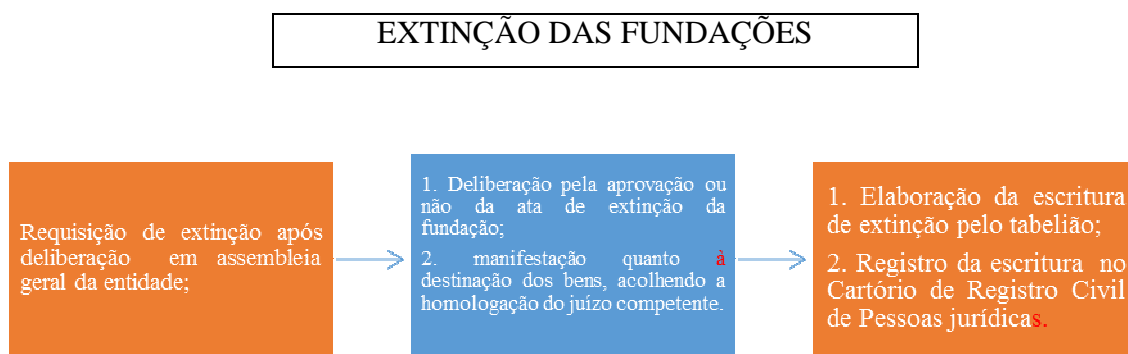 EXTINÇÃO DAS FUNDAÇÕES
Requisição de extinção após
deliberação em assembleia
geral da entidade;
1. Deliberação pela aprovação ou
não da ata de extinção da
fundação;
2. manifestação quanto à
destinação dos bens, acolhendo a
homologação do juízo competente.
1. Elaboração da escritura
de extinção pelo tabelião;
2. Registro da escritura no
Cartório de Registro Civil
de Pessoas jurídicas.